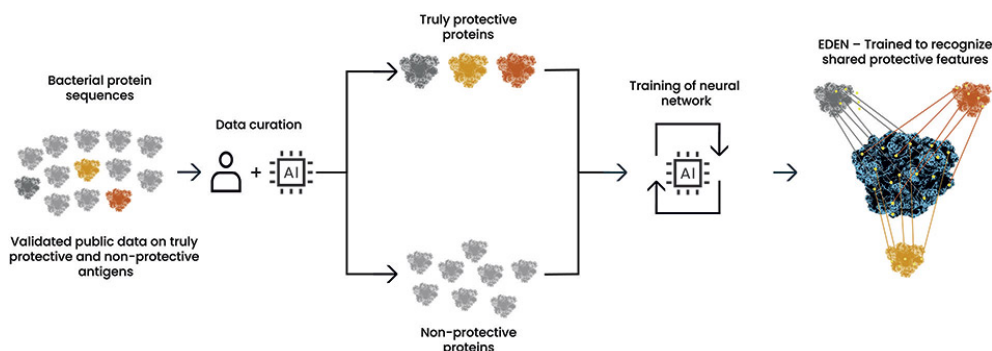 Bacterial protein
sequences
Validated public data on truly
protective and non-protective
antigens
Data curation
+
AI
Truly protective
proteins
Non-protective
proteins
Training of neural
network
AI
EDEN – Trained to recognize
shared protective features